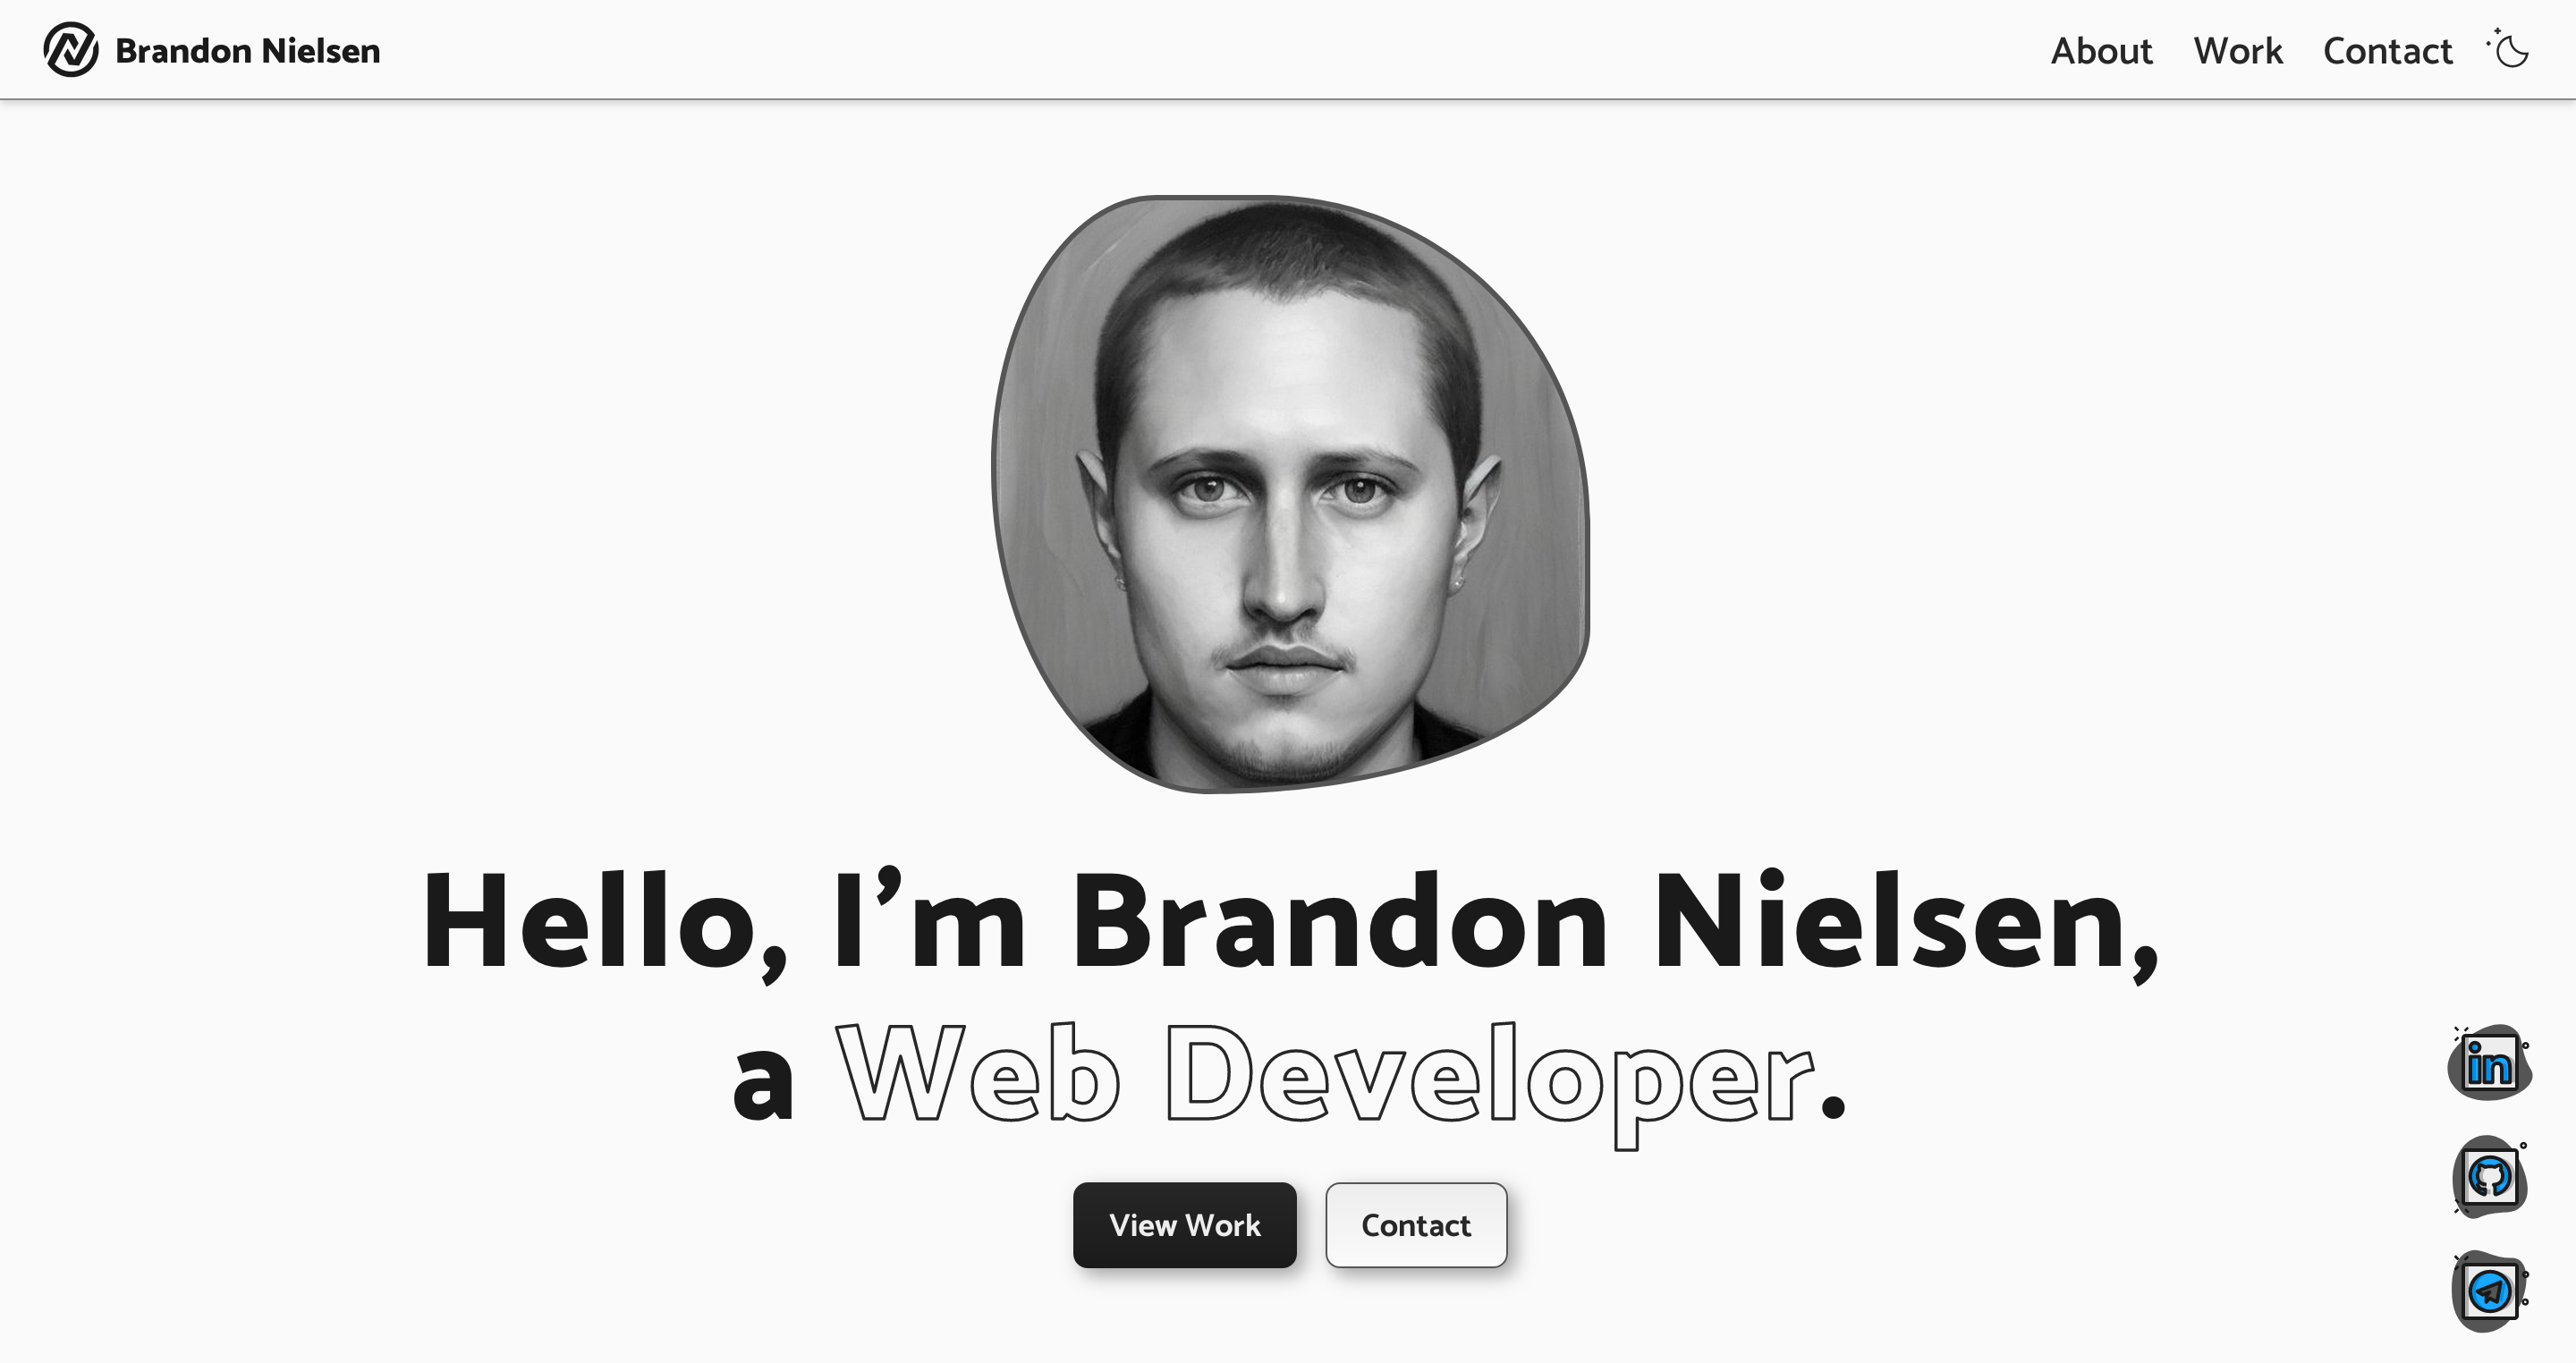 Brandon Nielsen
About Work Contact
Hello, I’m Brandon Nielsen,
a Web Developer.
View Work Contact
in